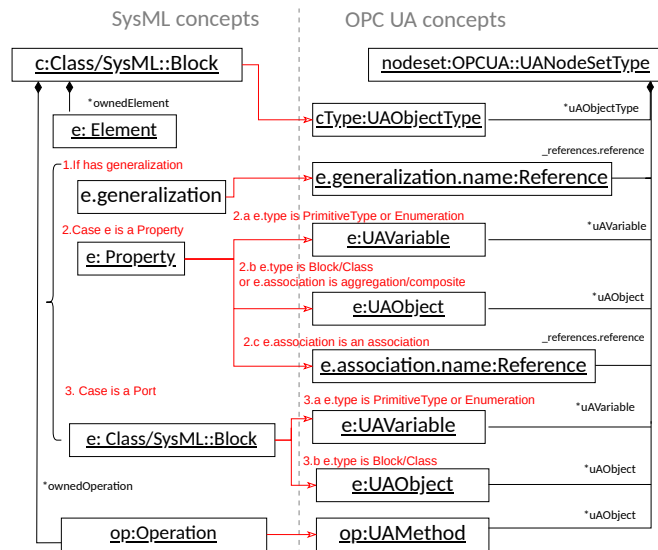 SysML concepts
OPC UA concepts
c:Class/SysML::Block
nodeset:OPCUA::UANodeSetType
*ownedElement
e: Element
cType:UAObjectType
*uAObjectType
1.If has generalization
e.generalization
e.generalization.name:Reference
_references.reference
2.Case e is a Property
e: Property
2.a e.type is PrimitiveType or Enumeration
e:UAVariable
*uAVariable
2.b e.type is Block/Class
or e.association is aggregation/composite
e:UAObject
*uAObject
2.c e.association is an association
e.association.name:Reference
_references.reference
3. Case is a Port
e: Class/SysML::Block
3.a e.type is PrimitiveType or Enumeration
e:UAVariable
*uAVariable
3.b e.type is Block/Class
e:UAObject
*uAObject
*ownedOperation
op:Operation
op:UAMethod
*uAObject